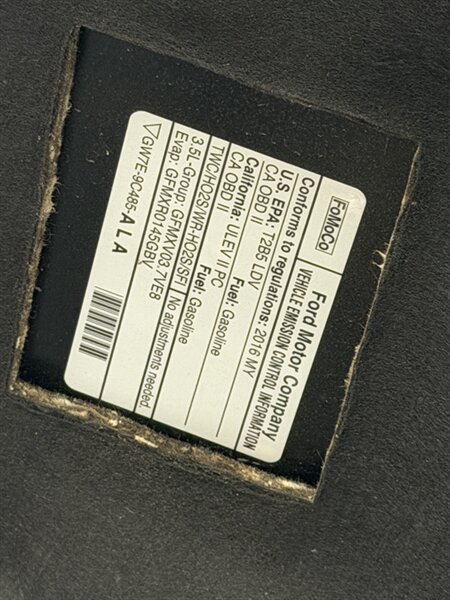 FoMoCo
Ford Motor Company
VEHICLE EMISSION CONTROL INFORMATION
Conforms to regulations: 2016 MY
U.S. EPA: T2B5 LDV
CA OBD II Fuel: Gasoline
California: ULEV II PC
CA OBD II Fuel: Gasoline
TWC/HO2S/WR-HO2S/SFI No adjustments needed.
3.5L-Group: GFMXV03.7VE8
Evap: GFMXR0145GBV
GW7E-9C485-ALA